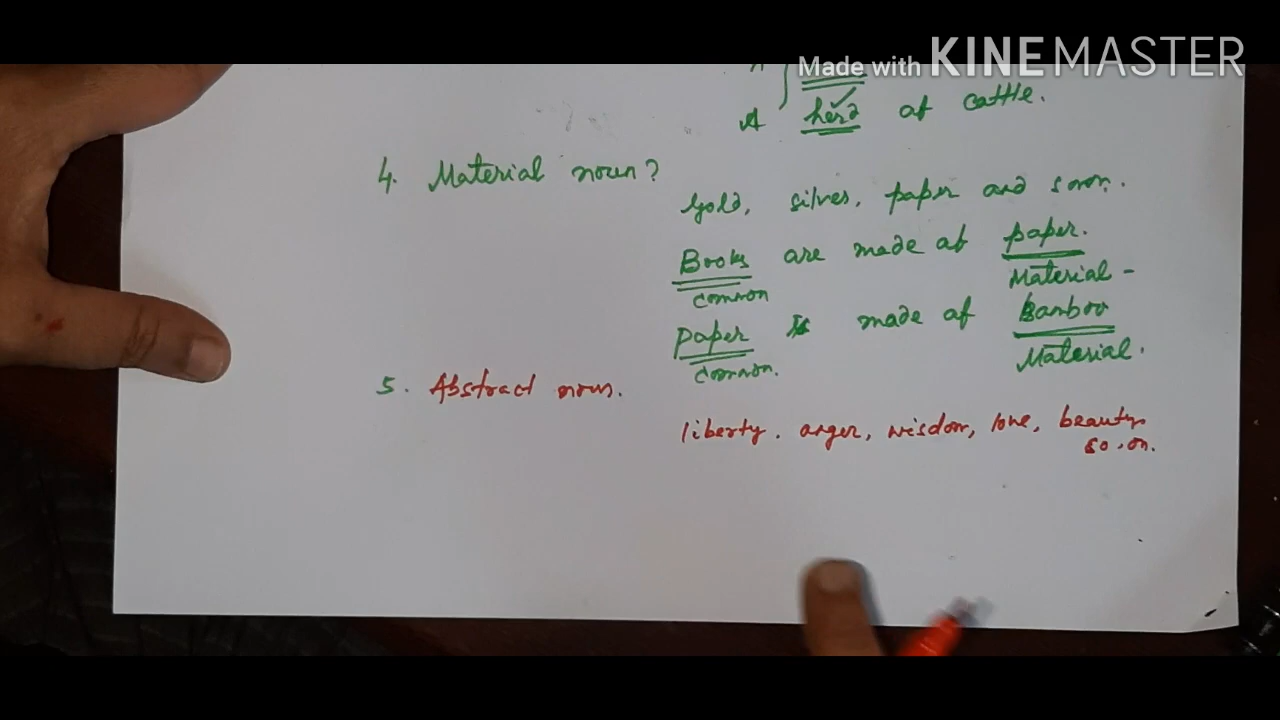 Made with KINEMASTER
A herd of cattle.
4. Material noun?
Gold, silver, paper and so on.
Books are made of paper.
common Material -
Paper is made of Bamboo
common. Material.
5. Abstract noun.
liberty, anger, wisdom, love, beauty
so on.